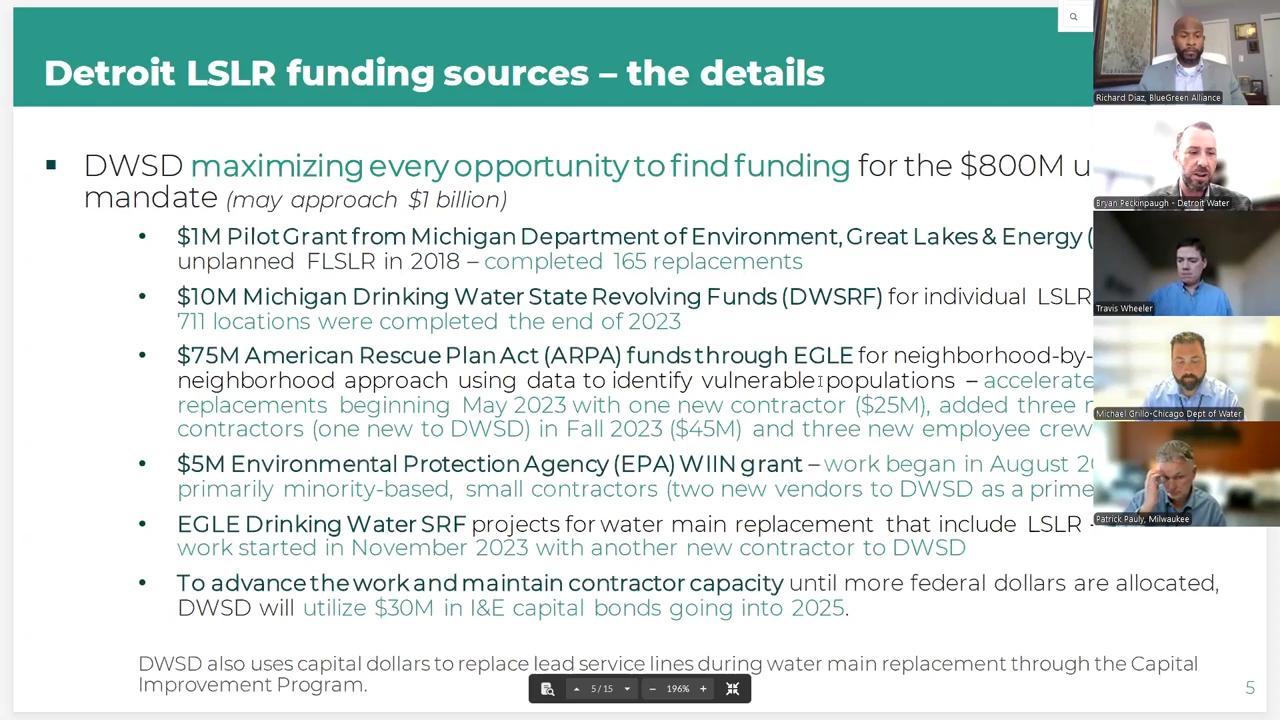 Detroit LSLR funding sources – the details
▪ DWSD maximizing every opportunity to find funding for the $800M u
mandate (may approach $1 billion)
• $1M Pilot Grant from Michigan Department of Environment, Great Lakes & Energy (
unplanned FLSLR in 2018 – completed 165 replacements
• $10M Michigan Drinking Water State Revolving Funds (DWSRF) for individual LSLR
711 locations were completed the end of 2023
• $75M American Rescue Plan Act (ARPA) funds through EGLE for neighborhood-by-
neighborhood approach using data to identify vulnerable populations – accelerate
replacements beginning May 2023 with one new contractor ($25M), added three
contractors (one new to DWSD) in Fall 2023 ($45M) and three new employee crew
• $5M Environmental Protection Agency (EPA) WIIN grant – work began in August 20
primarily minority-based, small contractors (two new vendors to DWSD as a prime
• EGLE Drinking Water SRF projects for water main replacement that include LSLR -
work started in November 2023 with another new contractor to DWSD
• To advance the work and maintain contractor capacity until more federal dollars are allocated,
DWSD will utilize $30M in I&E capital bonds going into 2025.
DWSD also uses capital dollars to replace lead service lines during water main replacement through the Capital
Improvement Program.
5
5 / 15
196%
Richard Diaz, BlueGreen Alliance
Bryan Peckinpaugh - Detroit Water
Travis Wheeler
Michael Grillo-Chicago Dept of Water
Patrick Pauly, Milwaukee